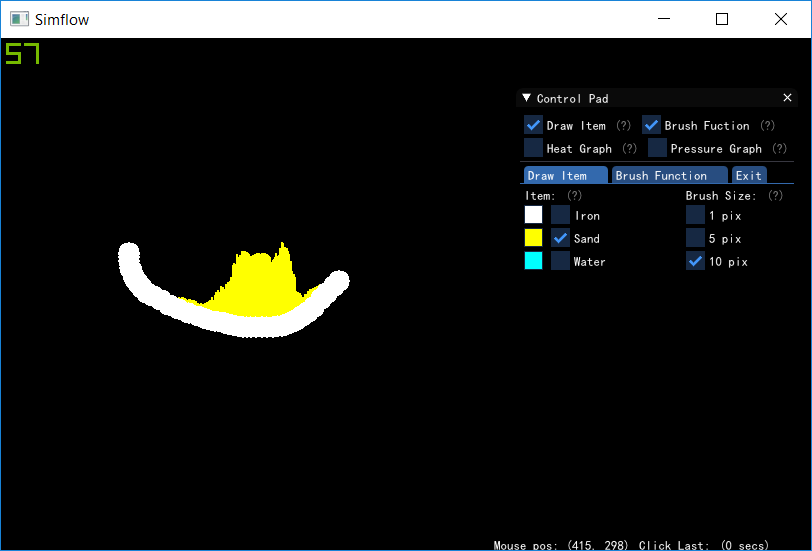 Simflow
57
Control Pad
Draw Item (?) Brush Fuction (?)
Heat Graph (?) Pressure Graph (?)
Draw Item Brush Function Exit
Item: (?) Brush Size: (?)
Iron 1 pix
Sand 5 pix
Water 10 pix
Mouse pos: (415, 298) Click Last: (0 secs)